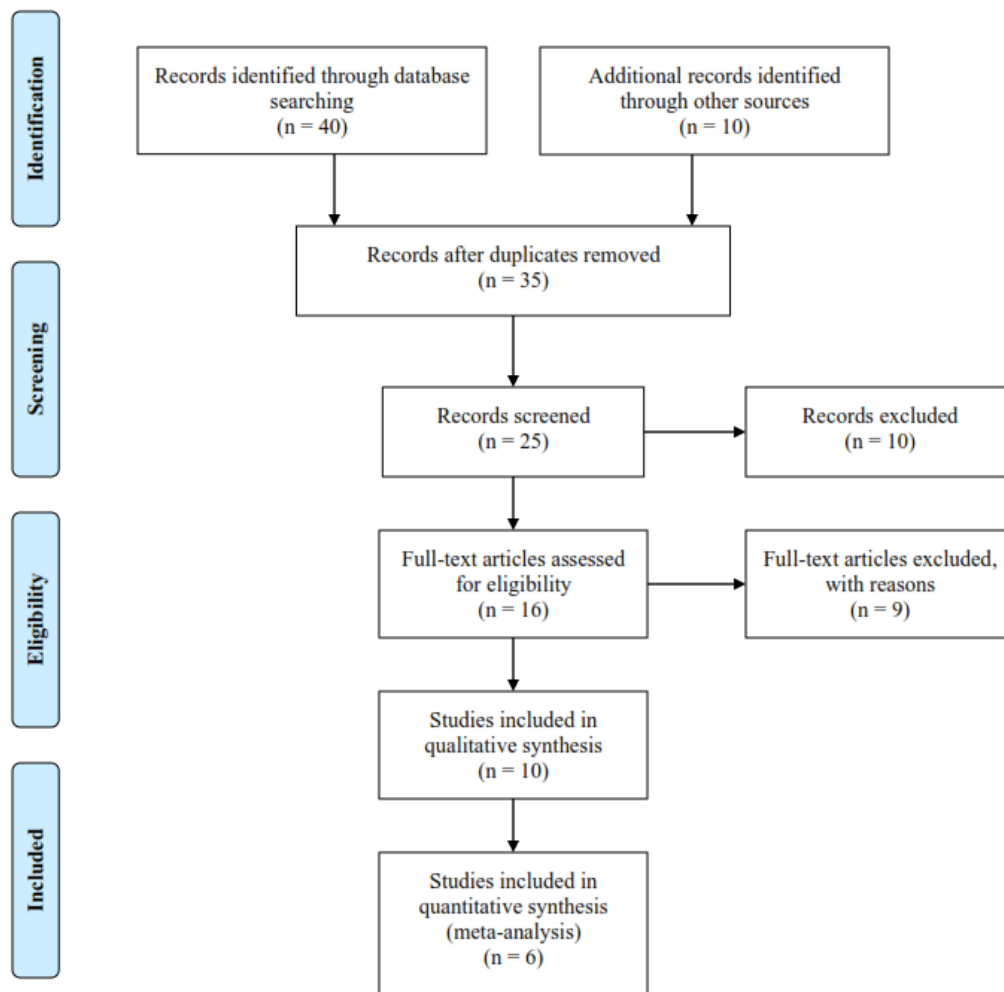 Identification
Records identified through database
searching
(n = 40)
Additional records identified
through other sources
(n = 10)
Records after duplicates removed
(n = 35)
Screening
Records screened
(n = 25)
Records excluded
(n = 10)
Eligibility
Full-text articles assessed
for eligibility
(n = 16)
Full-text articles excluded,
with reasons
(n = 9)
Studies included in
qualitative synthesis
(n = 10)
Included
Studies included in
quantitative synthesis
(meta-analysis)
(n = 6)